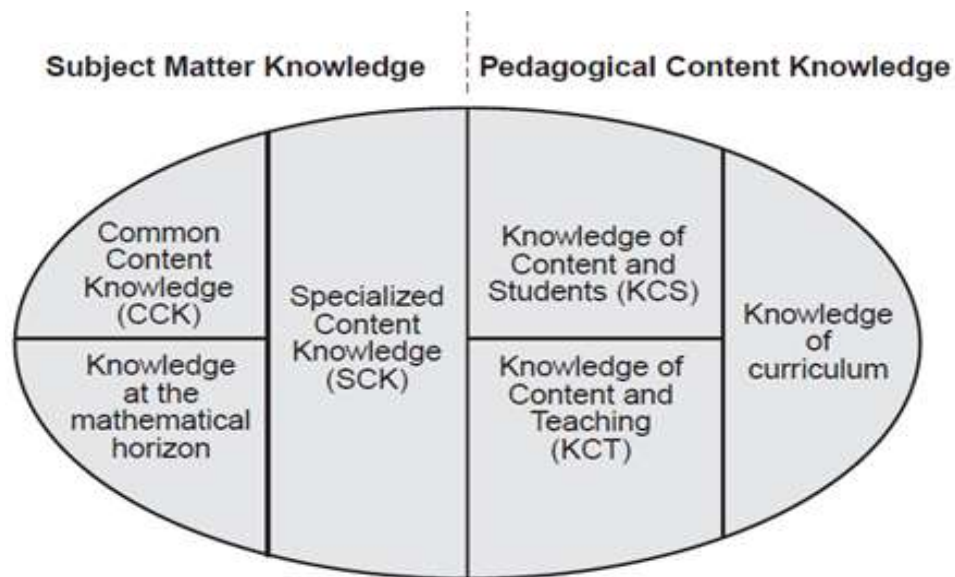 Subject Matter Knowledge
Pedagogical Content Knowledge
Common
Content
Knowledge
(CCK)
Knowledge
at the
mathematical
horizon
Specialized
Content
Knowledge
(SCK)
Knowledge of
Content and
Students (KCS)
Knowledge of
Content and
Teaching
(KCT)
Knowledge
of
curriculum